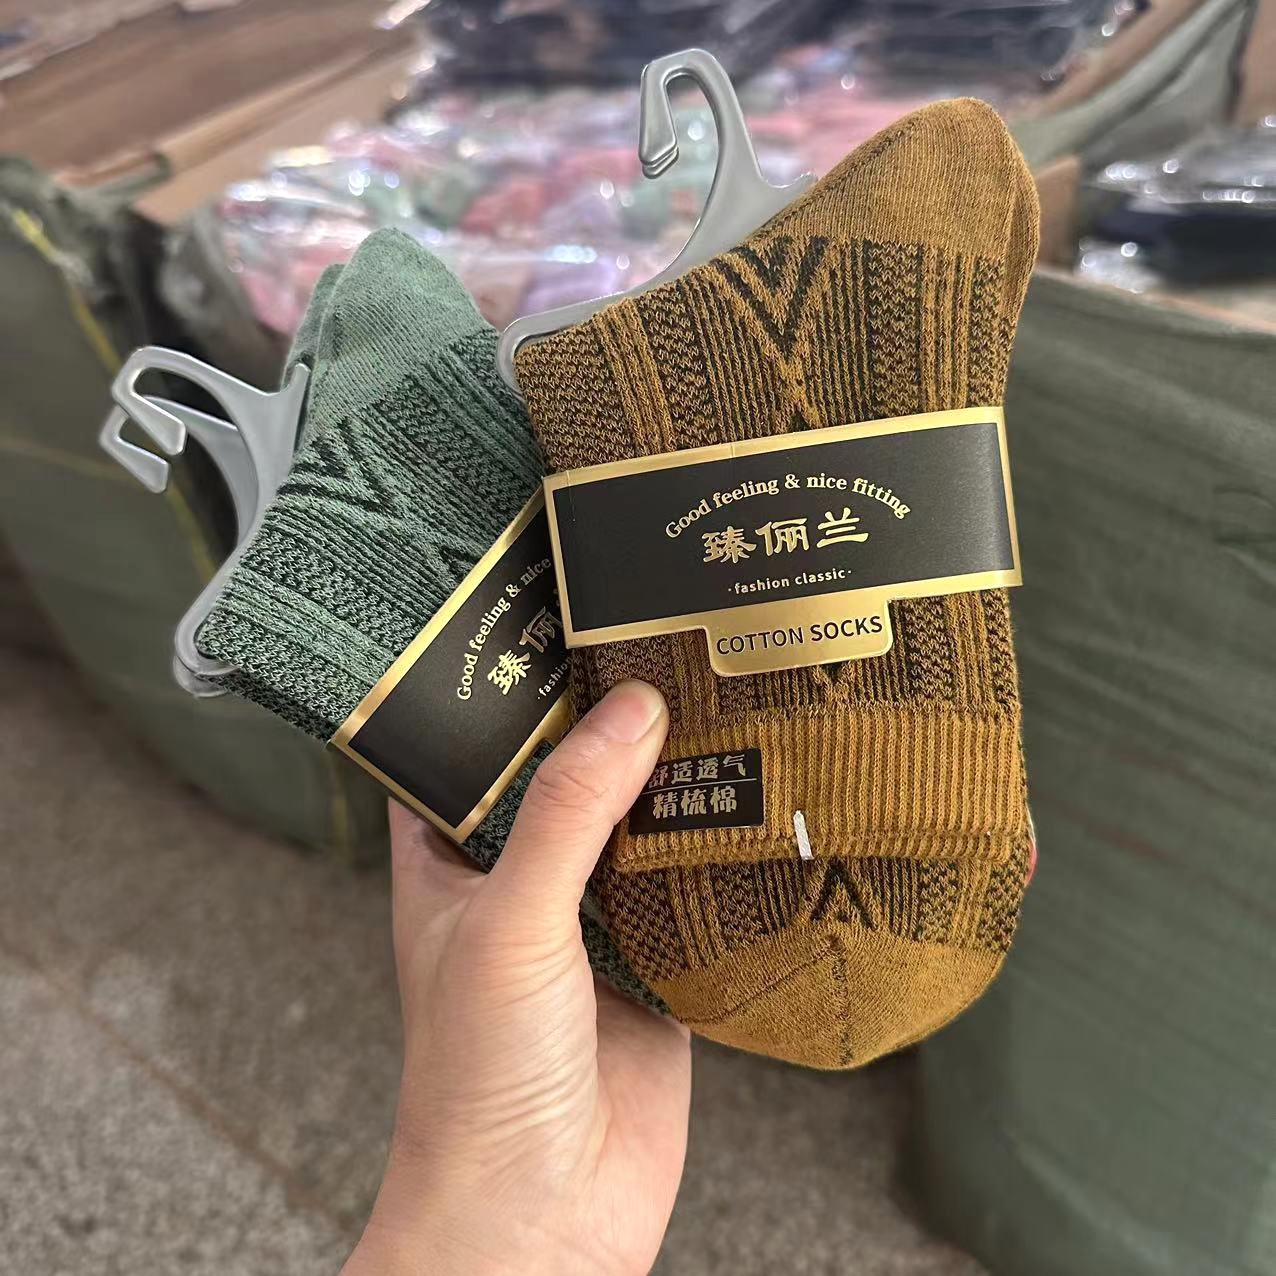 Good feeling & nice fitting
臻俪兰
·fashion classic·
COTTON SOCKS
舒适透气
精梳棉
Good feeling & nice
臻俪